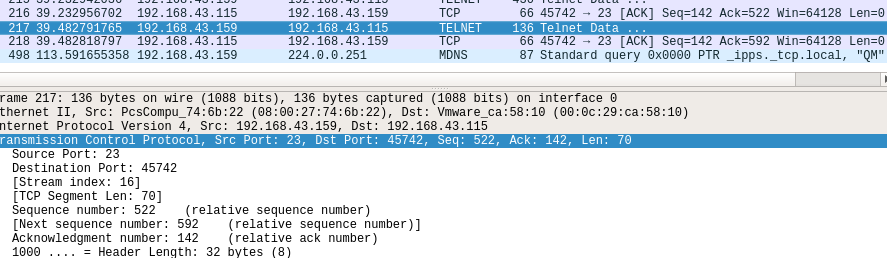 216 39.232956702 192.168.43.115 192.168.43.159 TCP 66 45742 → 23 [ACK] Seq=142 Ack=522 Win=64128 Len=0
217 39.482791765 192.168.43.159 192.168.43.115 TELNET 136 Telnet Data ...
218 39.482818797 192.168.43.115 192.168.43.159 TCP 66 45742 → 23 [ACK] Seq=142 Ack=592 Win=64128 Len=0
498 113.591655358 192.168.43.159 224.0.0.251 MDNS 87 Standard query 0x0000 PTR _ipps._tcp.local, "QM"
rame 217: 136 bytes on wire (1088 bits), 136 bytes captured (1088 bits) on interface 0
thernet II, Src: PcsCompu_74:6b:22 (08:00:27:74:6b:22), Dst: Vmware_ca:58:10 (00:0c:29:ca:58:10)
nternet Protocol Version 4, Src: 192.168.43.159, Dst: 192.168.43.115
ransmission Control Protocol, Src Port: 23, Dst Port: 45742, Seq: 522, Ack: 142, Len: 70
Source Port: 23
Destination Port: 45742
[Stream index: 16]
[TCP Segment Len: 70]
Sequence number: 522 (relative sequence number)
[Next sequence number: 592 (relative sequence number)]
Acknowledgment number: 142 (relative ack number)
1000 .... = Header Length: 32 bytes (8)